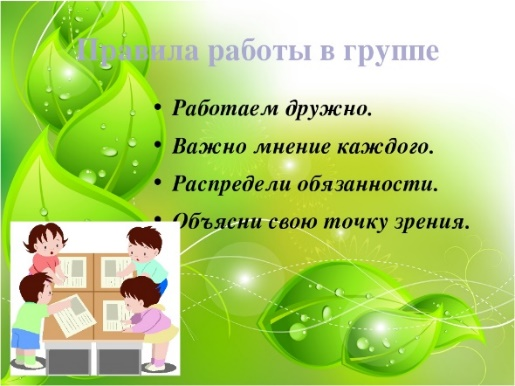 Правила работы в группе
• Работаем дружно.
• Важно мнение каждого.
• Распредели обязанности.
• Объясни свою точку зрения.